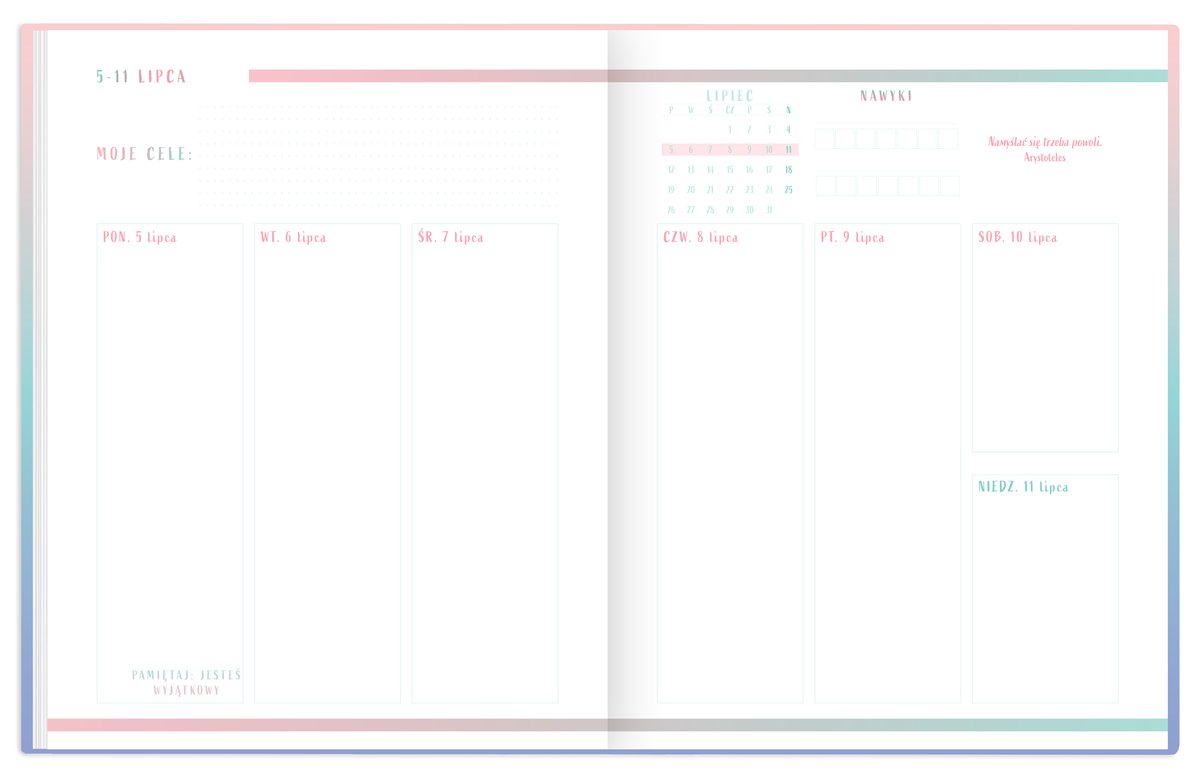 5-11 LIPCA
MOJE CELE:
PON. 5 lipca
WT. 6 lipca
ŚR. 7 lipca
PAMIĘTAJ: JESTEŚ
WYJĄTKOWY
LIPIEC
P W Ś CZ P S N
1 2 3 4
5 6 7 8 9 10 11
12 13 14 15 16 17 18
19 20 21 22 23 24 25
26 27 28 29 30 31
NAWYKI
Namyślać się trzeba powoli.
Arystoteles
CZW. 8 lipca
PT. 9 lipca
SOB. 10 lipca
NIEDZ. 11 lipca